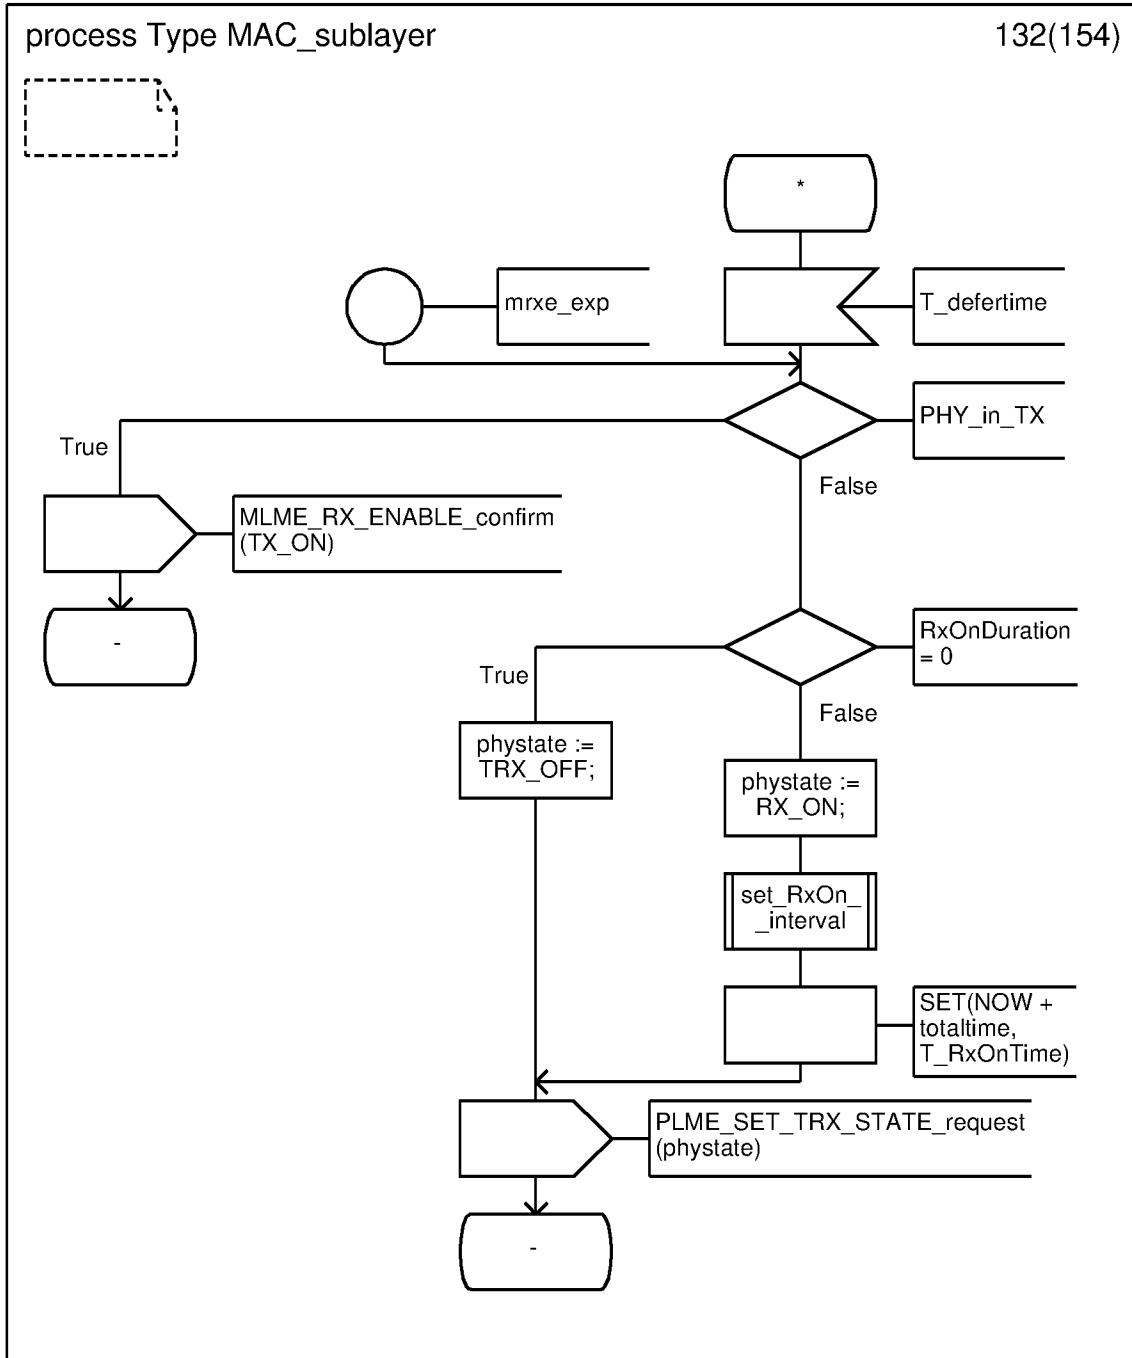 process Type MAC_sublayer
132(154)
*
mrxe_exp
T_defertime
PHY_in_TX
True
False
MLME_RX_ENABLE_confirm
(TX_ON)
-
RxOnDuration
= 0
True
False
phystate :=
TRX_OFF;
phystate :=
RX_ON;
set_RxOn_
_interval
SET(NOW +
totaltime,
T_RxOnTime)
PLME_SET_TRX_STATE_request
(phystate)
-